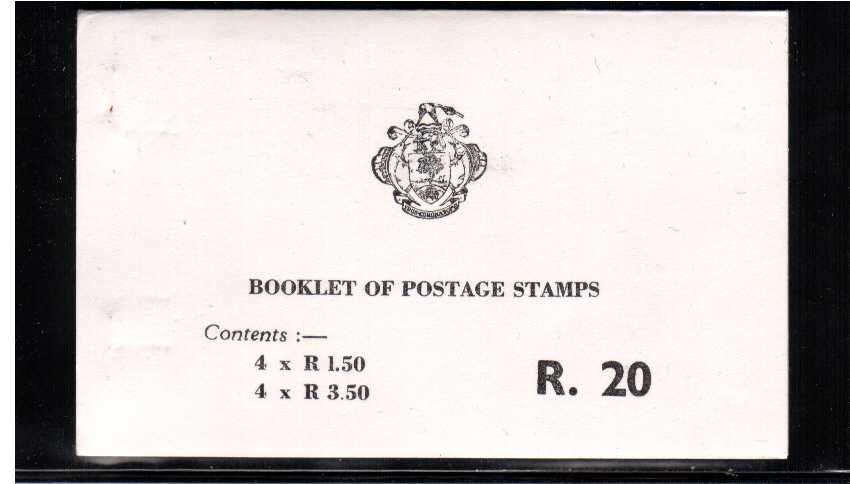 BOOKLET OF POSTAGE STAMPS
Contents :—
4 x R 1.50
4 x R 3.50
R. 20